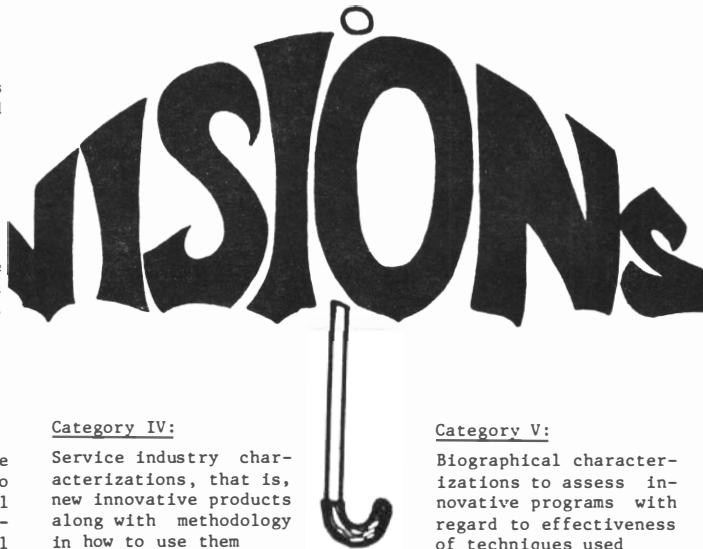 VISIONs
Category IV:
Service industry char-
acterizations, that is,
new innovative products
along with methodology
in how to use them
Category V:
Biographical character-
izations to assess in-
novative programs with
regard to effectiveness
of techniques used